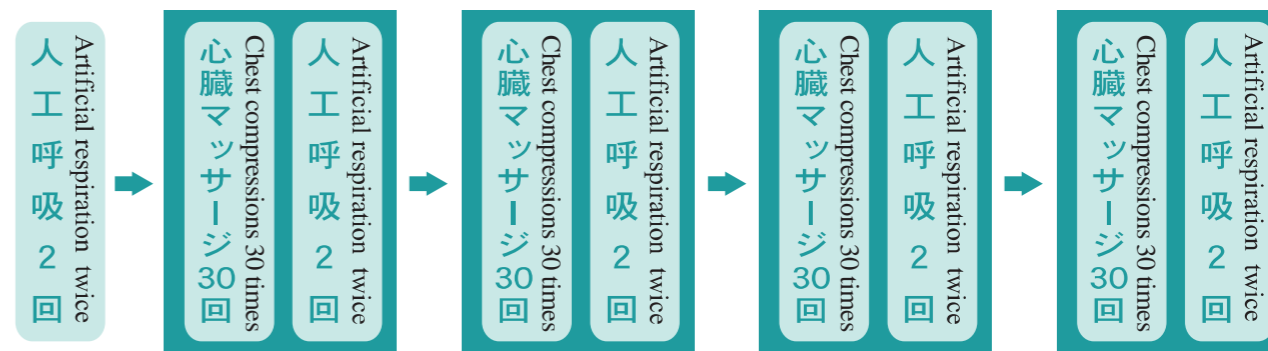 人工呼吸2回
Artificial respiration twice
心臓マッサージ30回
Chest compressions 30 times
人工呼吸2回
Artificial respiration twice
心臓マッサージ30回
Chest compressions 30 times
人工呼吸2回
Artificial respiration twice
心臓マッサージ30回
Chest compressions 30 times
人工呼吸2回
Artificial respiration twice
心臓マッサージ30回
Chest compressions 30 times
人工呼吸2回
Artificial respiration twice